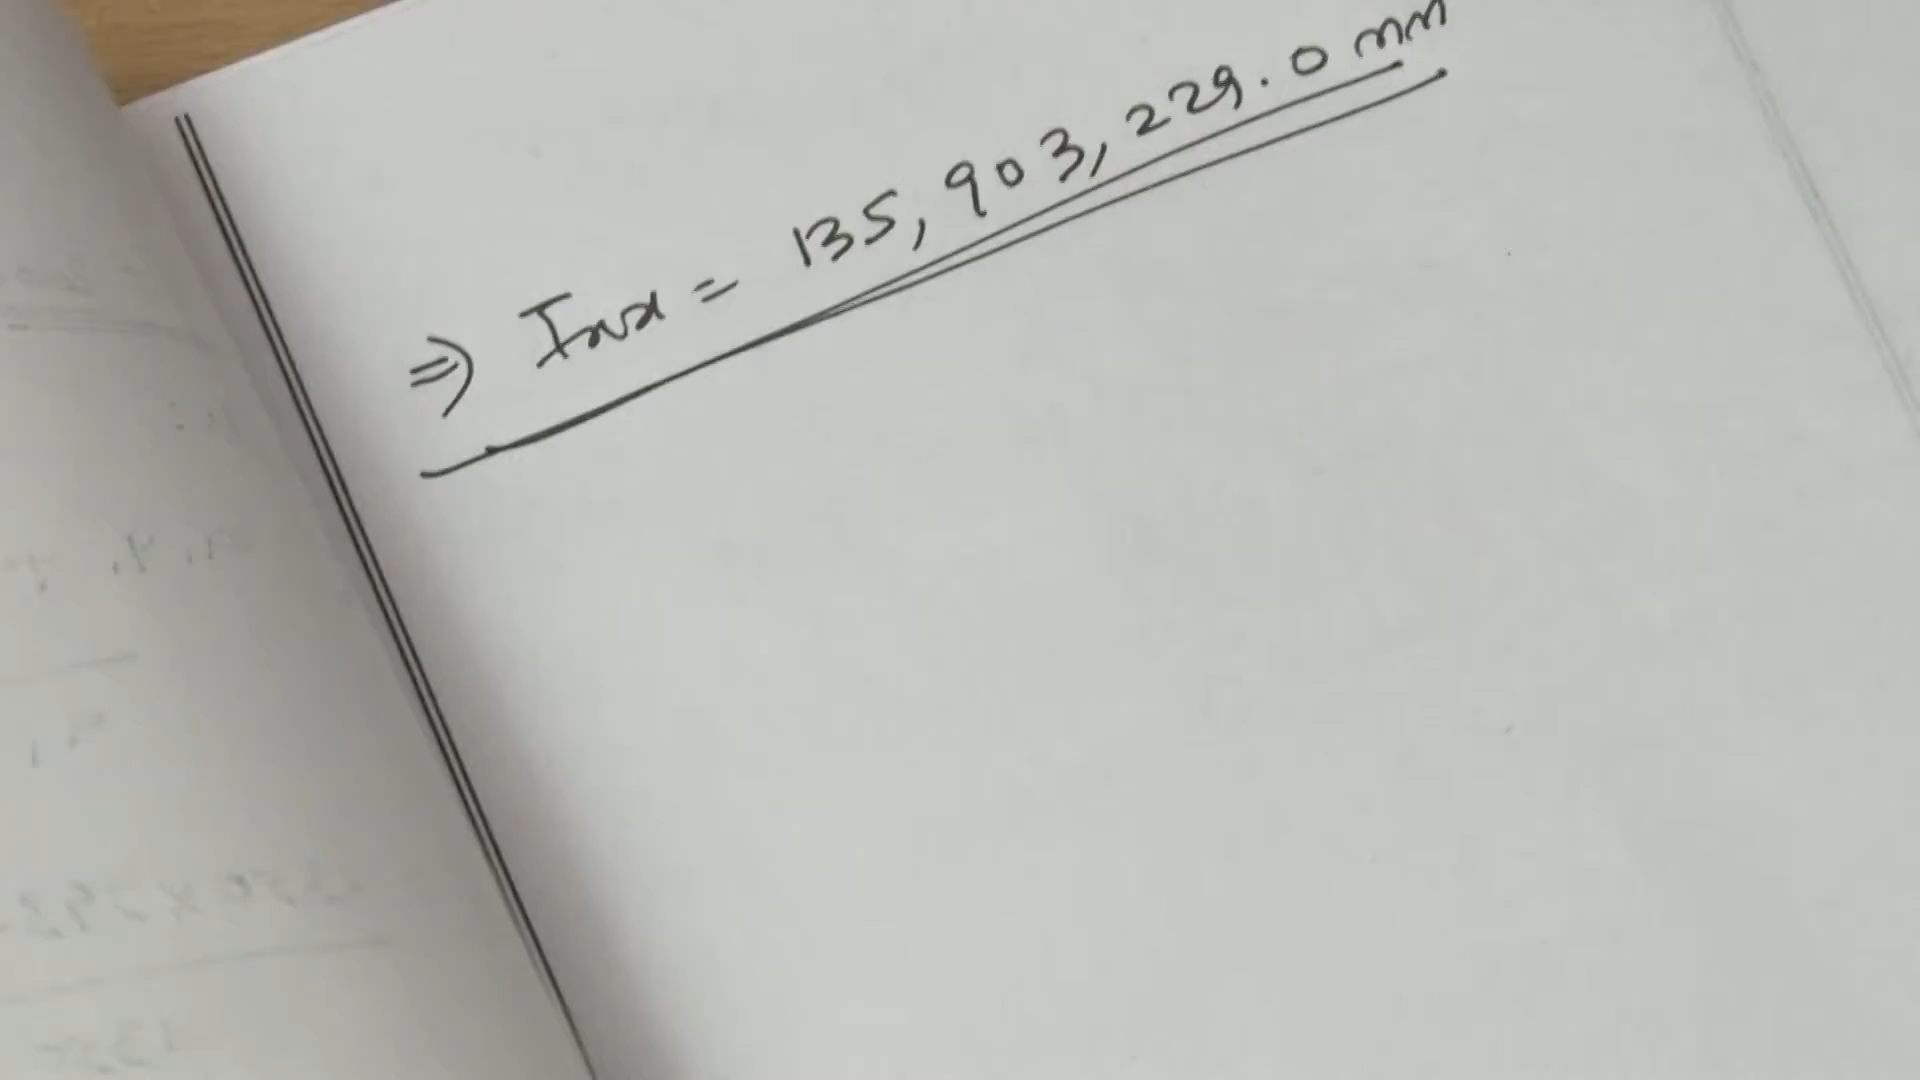 ⇒ Ixx = 135,903,229.0 mm